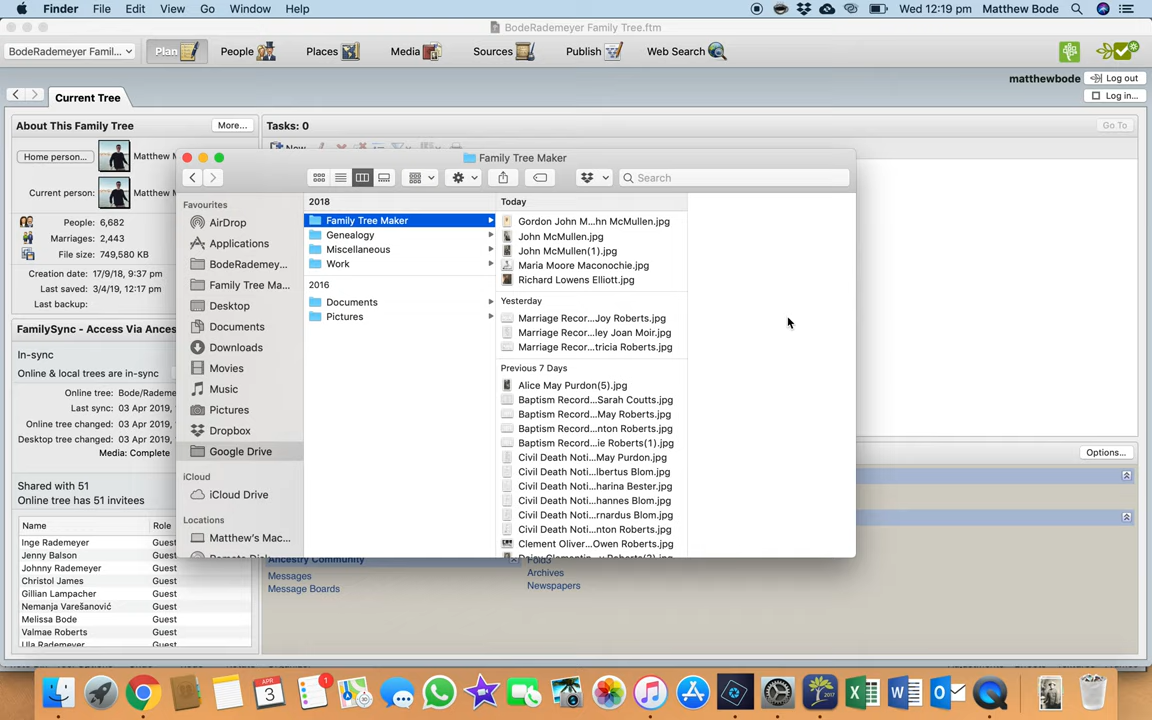 Finder File Edit View Go Window Help Wed 12:19 pm Matthew Bode
BodeRademeyer Family Tree.ftm
BodeRademeyer Famil... Plan People Places Media Sources Publish Web Search
matthewbode Log out
Current Tree
Log in...
About This Family Tree More...
Home person... Matthew
Current person: Matthew
People: 6,682
Marriages: 2,443
File size: 749,580 KB
Creation date: 17/9/18, 9:37 pm
Last saved: 3/4/19, 12:17 pm
Last backup:
FamilySync - Access Via Ances
In-sync
Online & local trees are in-sync
Online tree: Bode/Radem
Last sync: 03 Apr 2019,
Online tree changed: 03 Apr 2019,
Desktop tree changed: 03 Apr 2019,
Media: Complete
Shared with 51
Online tree has 51 invitees
Name Role
Inge Rademeyer Guest
Jenny Balson Guest
Johnny Rademeyer Guest
Christol James Guest
Gillian Lampacher Guest
Nemanja Varešanović Guest
Melissa Bode Guest
Valmae Roberts Guest
Ulla Rademeyer Guest
Tasks: 0 Go To
New
Options...
Ancestry Community
Messages
Message Boards
Fold3
Archives
Newspapers
Family Tree Maker
Search
Favourites
AirDrop
Applications
BodeRademey...
Family Tree Ma...
Desktop
Documents
Downloads
Movies
Music
Pictures
Dropbox
Google Drive
iCloud
iCloud Drive
Locations
Matthew's Mac...
Remote Disc
2018
Family Tree Maker
Genealogy
Miscellaneous
Work
2016
Documents
Pictures
Today
Gordon John M...hn McMullen.jpg
John McMullen.jpg
John McMullen(1).jpg
Maria Moore Maconochie.jpg
Richard Lowens Elliott.jpg
Yesterday
Marriage Recor...Joy Roberts.jpg
Marriage Recor...ley Joan Moir.jpg
Marriage Recor...tricia Roberts.jpg
Previous 7 Days
Alice May Purdon(5).jpg
Baptism Record...Sarah Coutts.jpg
Baptism Record...May Roberts.jpg
Baptism Record...nton Roberts.jpg
Baptism Record...ie Roberts(1).jpg
Civil Death Noti...May Purdon.jpg
Civil Death Noti...lbertus Blom.jpg
Civil Death Noti...harina Bester.jpg
Civil Death Noti...hannes Blom.jpg
Civil Death Noti...rnardus Blom.jpg
Civil Death Noti...nton Roberts.jpg
Clement Oliver...Owen Roberts.jpg
APR
3
1
2017